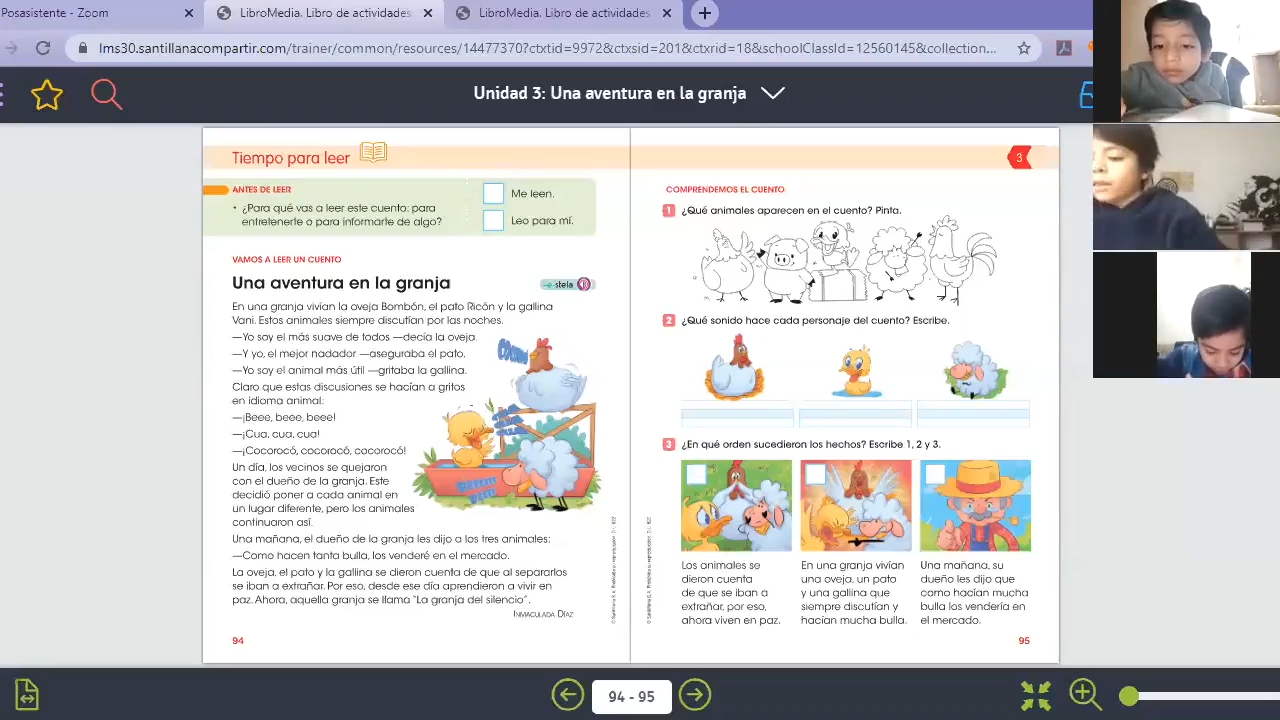 Posasistente - Zoom
LibroMedia, Libro de actividades
LibroMedia, Libro de actividades
lms30.santillanacompartir.com/trainer/common/resources/14477370?ctxtid=9972&ctxsid=201&ctxrid=18&schoolClassId=12560145&collection...
Unidad 3: Una aventura en la granja
Tiempo para leer
ANTES DE LEER
• ¿Para qué vas a leer este cuento: para
entretenerte o para informarte de algo?
Me leen.
Leo para mí.
VAMOS A LEER UN CUENTO
Una aventura en la granja
e-stela
En una granja vivían la oveja Bombón, el pato Ricón y la gallina
Vani. Estos animales siempre discutían por las noches.
—Yo soy el más suave de todos —decía la oveja.
—Y yo, el mejor nadador —aseguraba el pato.
—Yo soy el animal más útil —gritaba la gallina.
Claro que estas discusiones se hacían a gritos
en idioma animal:
—¡Beee, beee, beee!
—¡Cua, cua, cua!
—¡Cocorocó, cocorocó, cocorocó!
Un día, los vecinos se quejaron
con el dueño de la granja. Este
decidió poner a cada animal en
un lugar diferente, pero los animales
continuaron así.
Una mañana, el dueño de la granja les dijo a los tres animales:
—Como hacen tanta bulla, los venderé en el mercado.
La oveja, el pato y la gallina se dieron cuenta de que al separarlos
se iban a extrañar. Por eso, desde ese día aprendieron a vivir en
paz. Ahora, aquella granja se llama "La granja del silencio".
INMACULADA DÍAZ
94
3
COMPRENDEMOS EL CUENTO
1 ¿Qué animales aparecen en el cuento? Pinta.
2 ¿Qué sonido hace cada personaje del cuento? Escribe.
3 ¿En qué orden sucedieron los hechos? Escribe 1, 2 y 3.
Los animales se
dieron cuenta
de que se iban a
extrañar, por eso,
ahora viven en paz.
En una granja vivían
una oveja, un pato
y una gallina que
siempre discutían y
hacían mucha bulla.
Una mañana, su
dueño les dijo que
como hacían mucha
bulla los vendería en
el mercado.
95
94 - 95